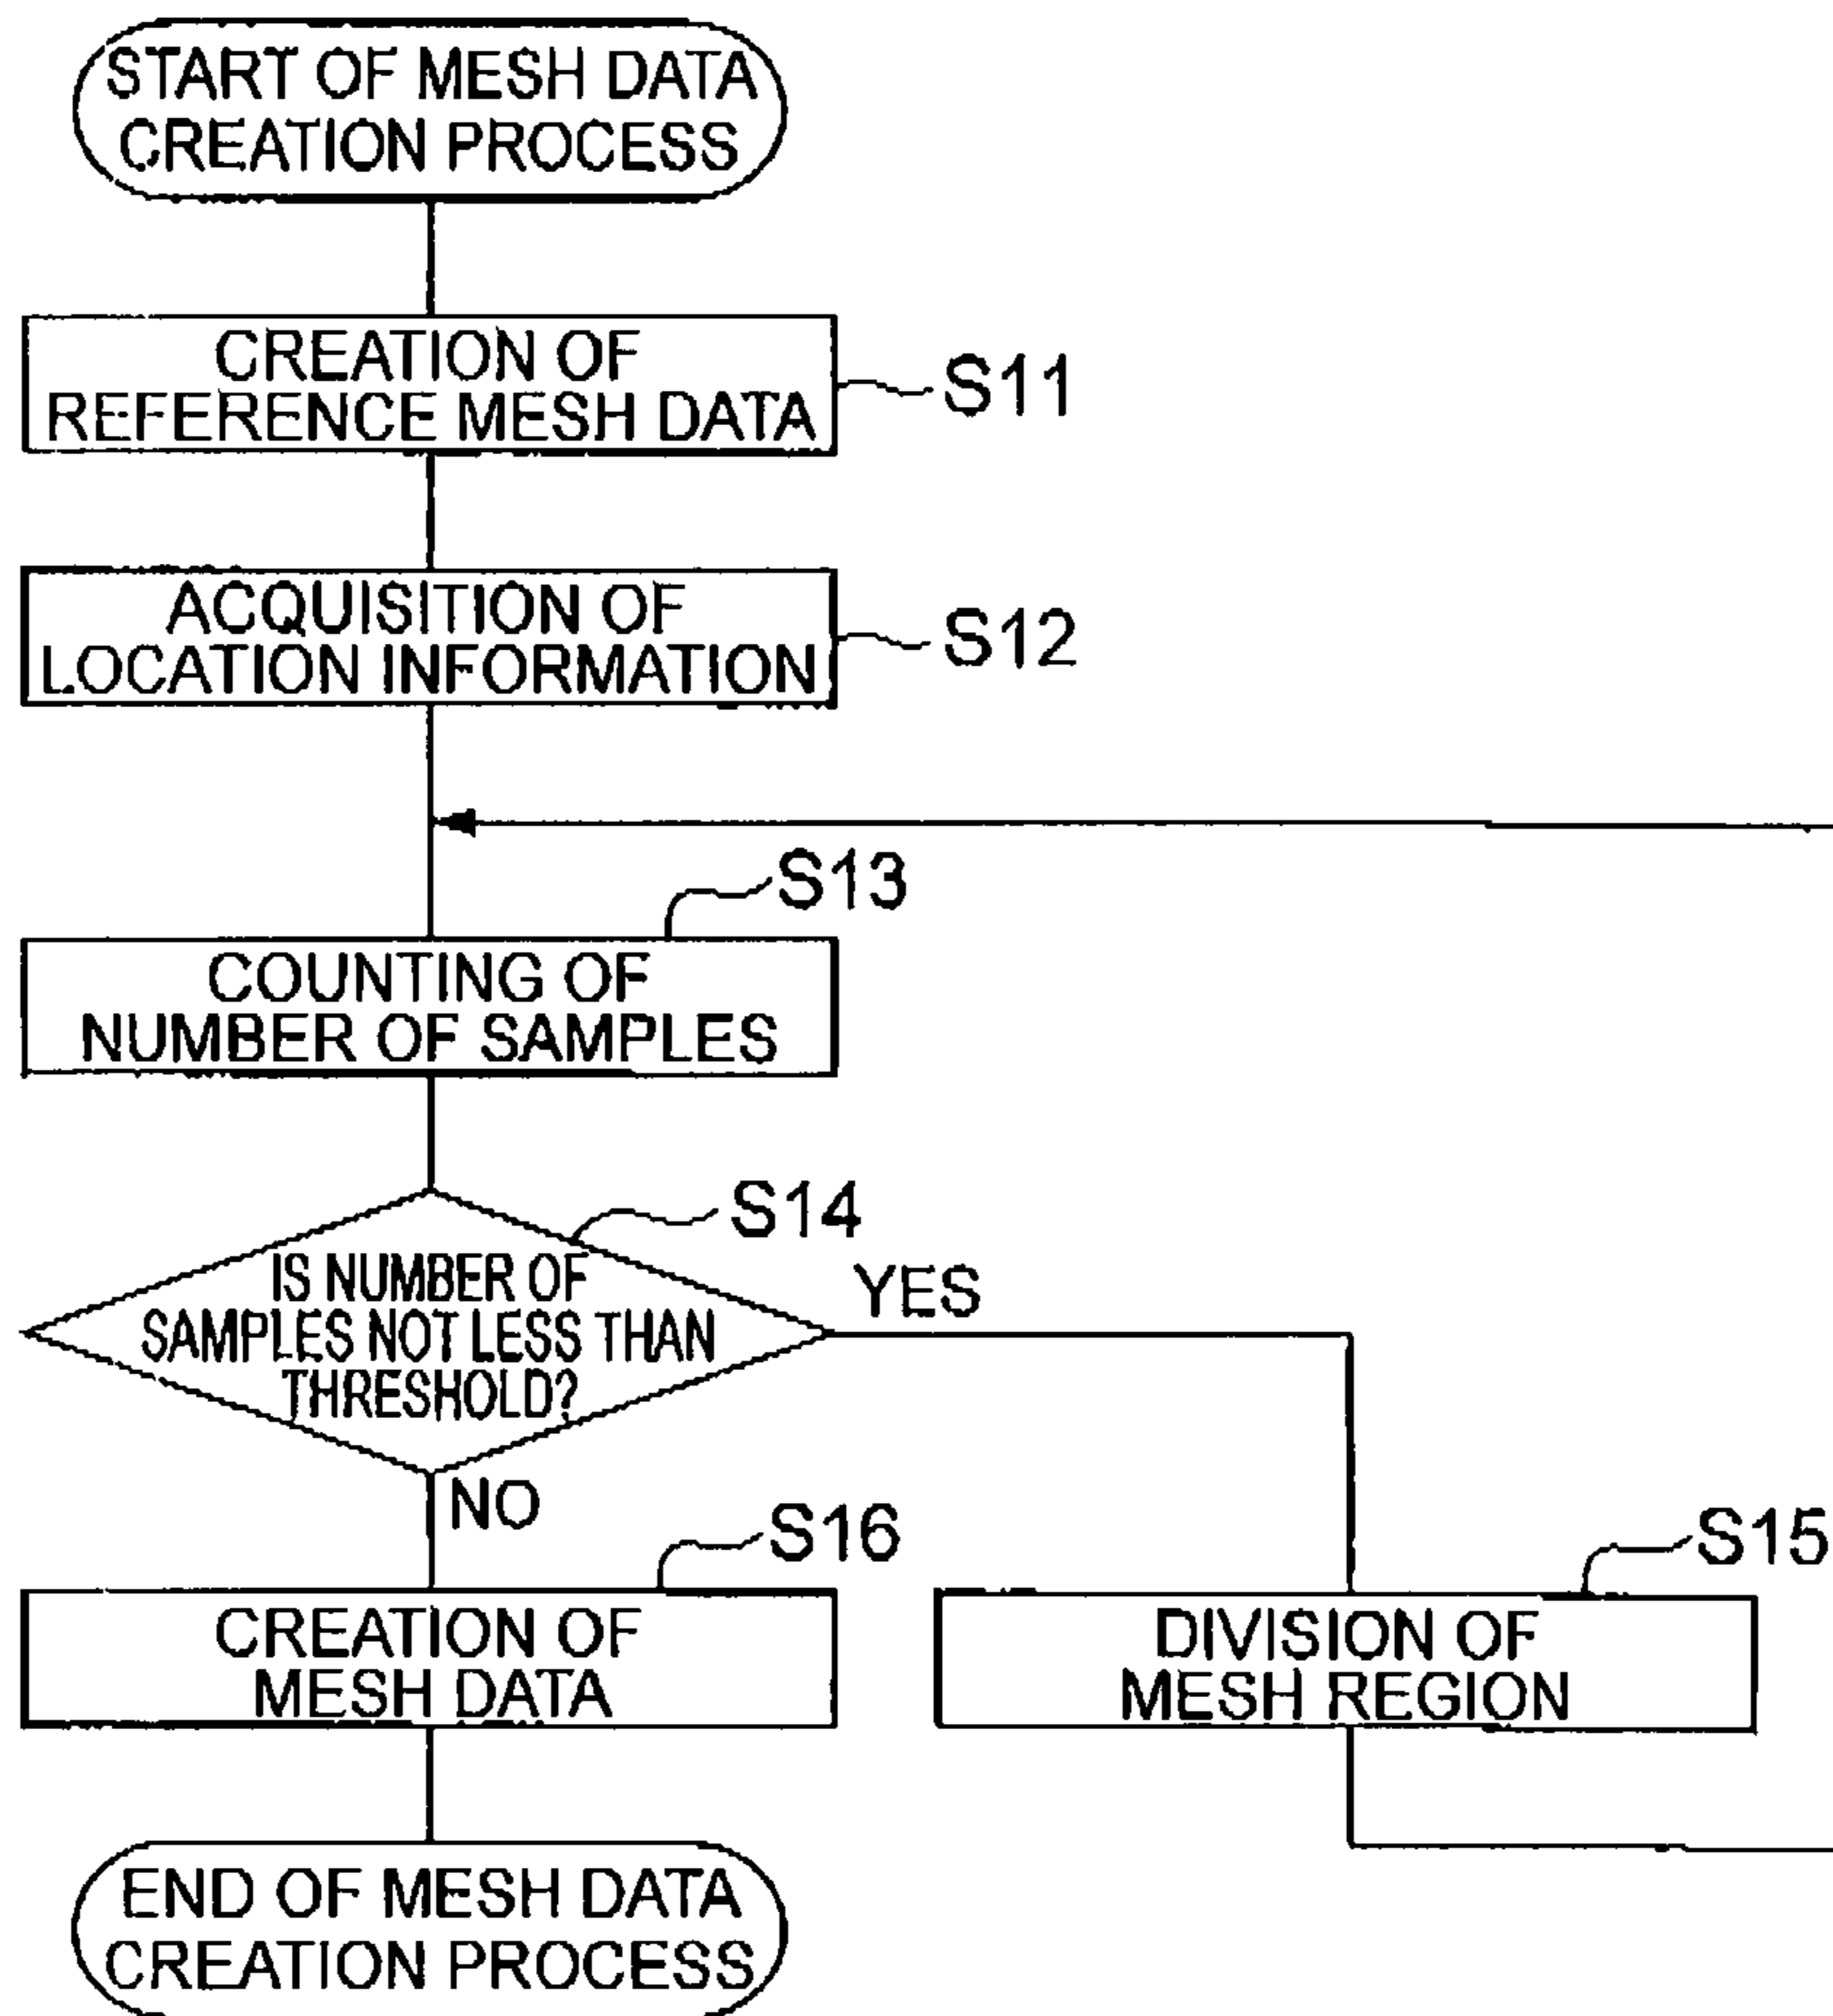 START OF MESH DATA
CREATION PROCESS
CREATION OF
REFERENCE MESH DATA
S11
ACQUISITION OF
LOCATION INFORMATION
S12
S13
COUNTING OF
NUMBER OF SAMPLES
S14
IS NUMBER OF
SAMPLES NOT LESS THAN
THRESHOLD?
YES
NO
S16
CREATION OF
MESH DATA
S15
DIVISION OF
MESH REGION
END OF MESH DATA
CREATION PROCESS